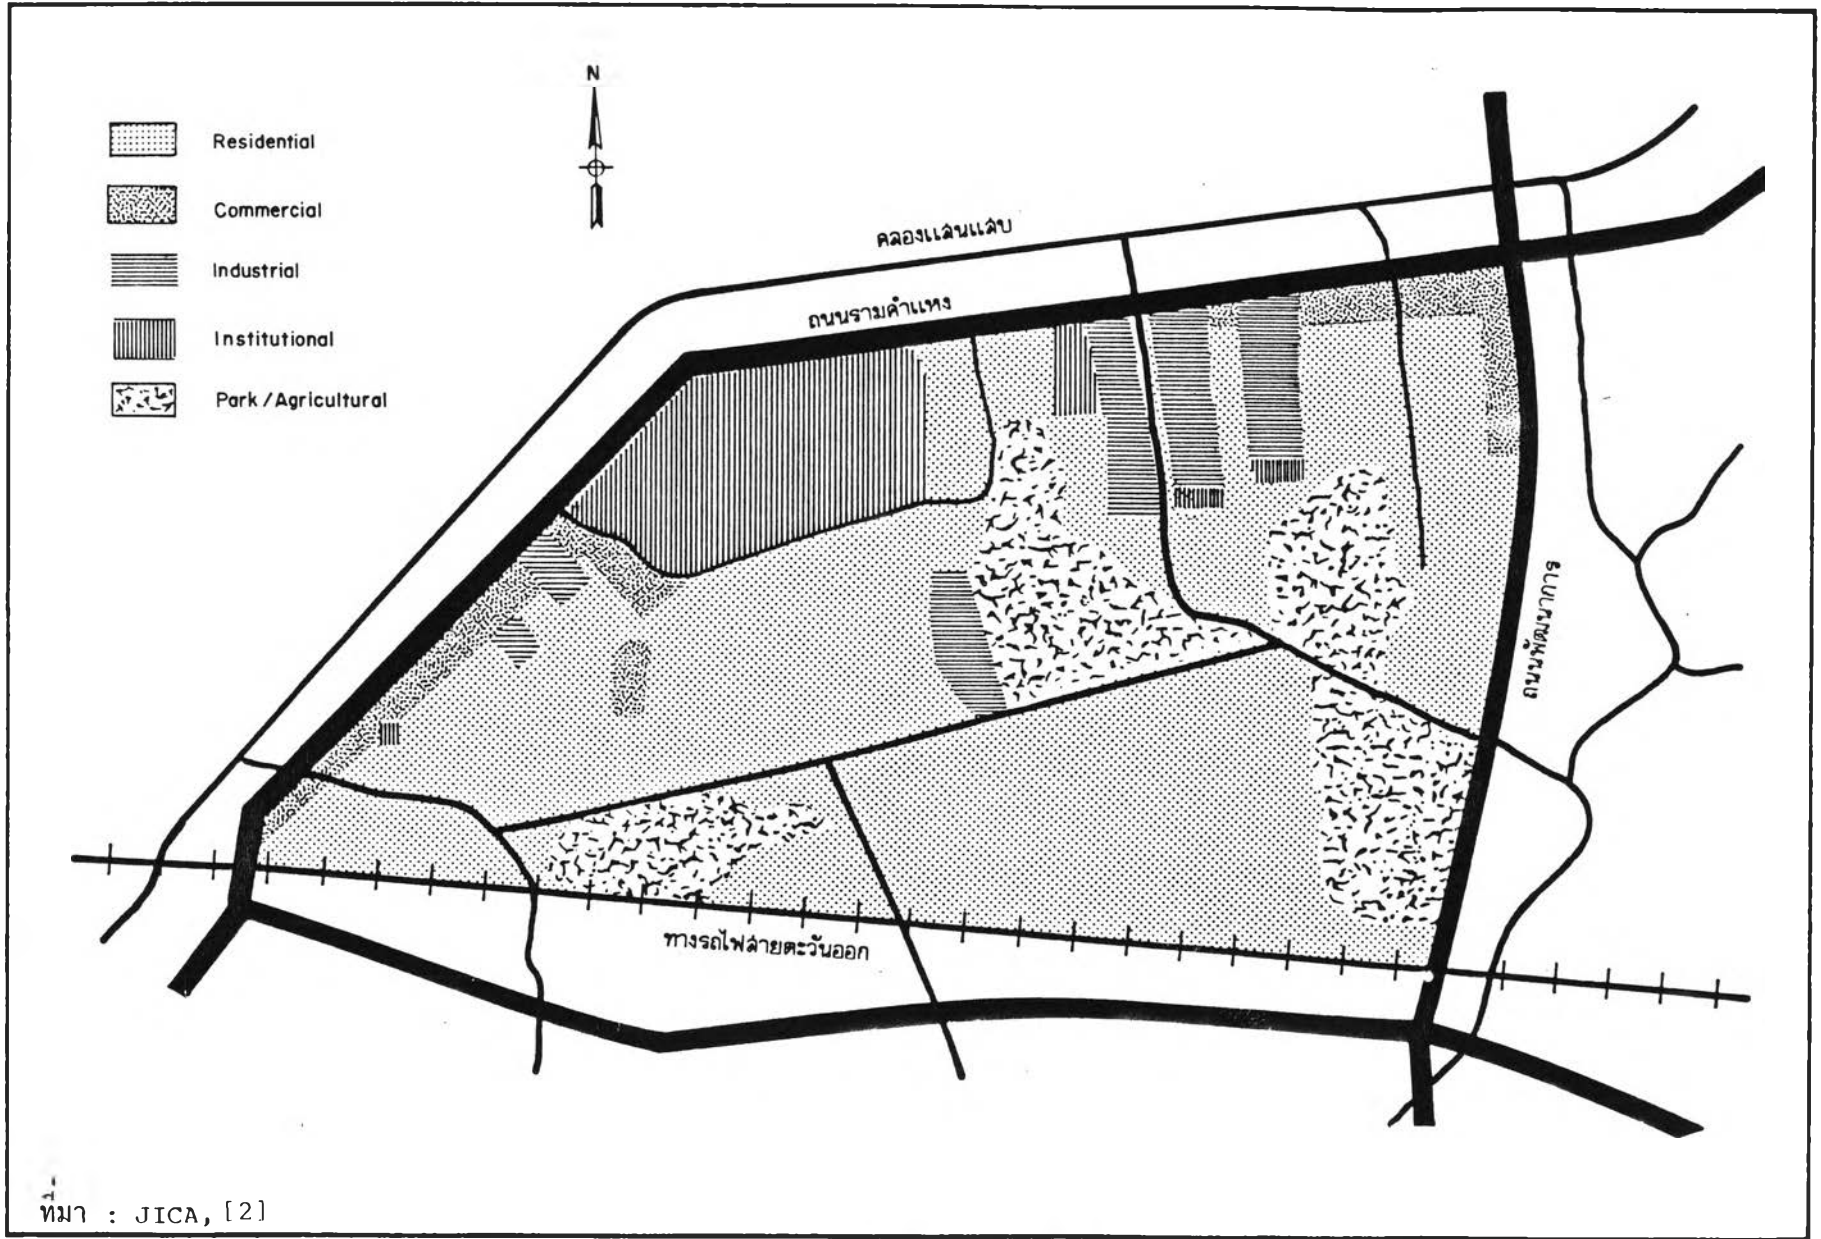 N
Residential
Commercial
Industrial
Institutional
Park/Agricultural
คลองแสนแสบ
ถนนรามคำแหง
ถนนพัฒนาการ
ทางรถไฟสายตะวันออก
ที่มา : JICA, [2]